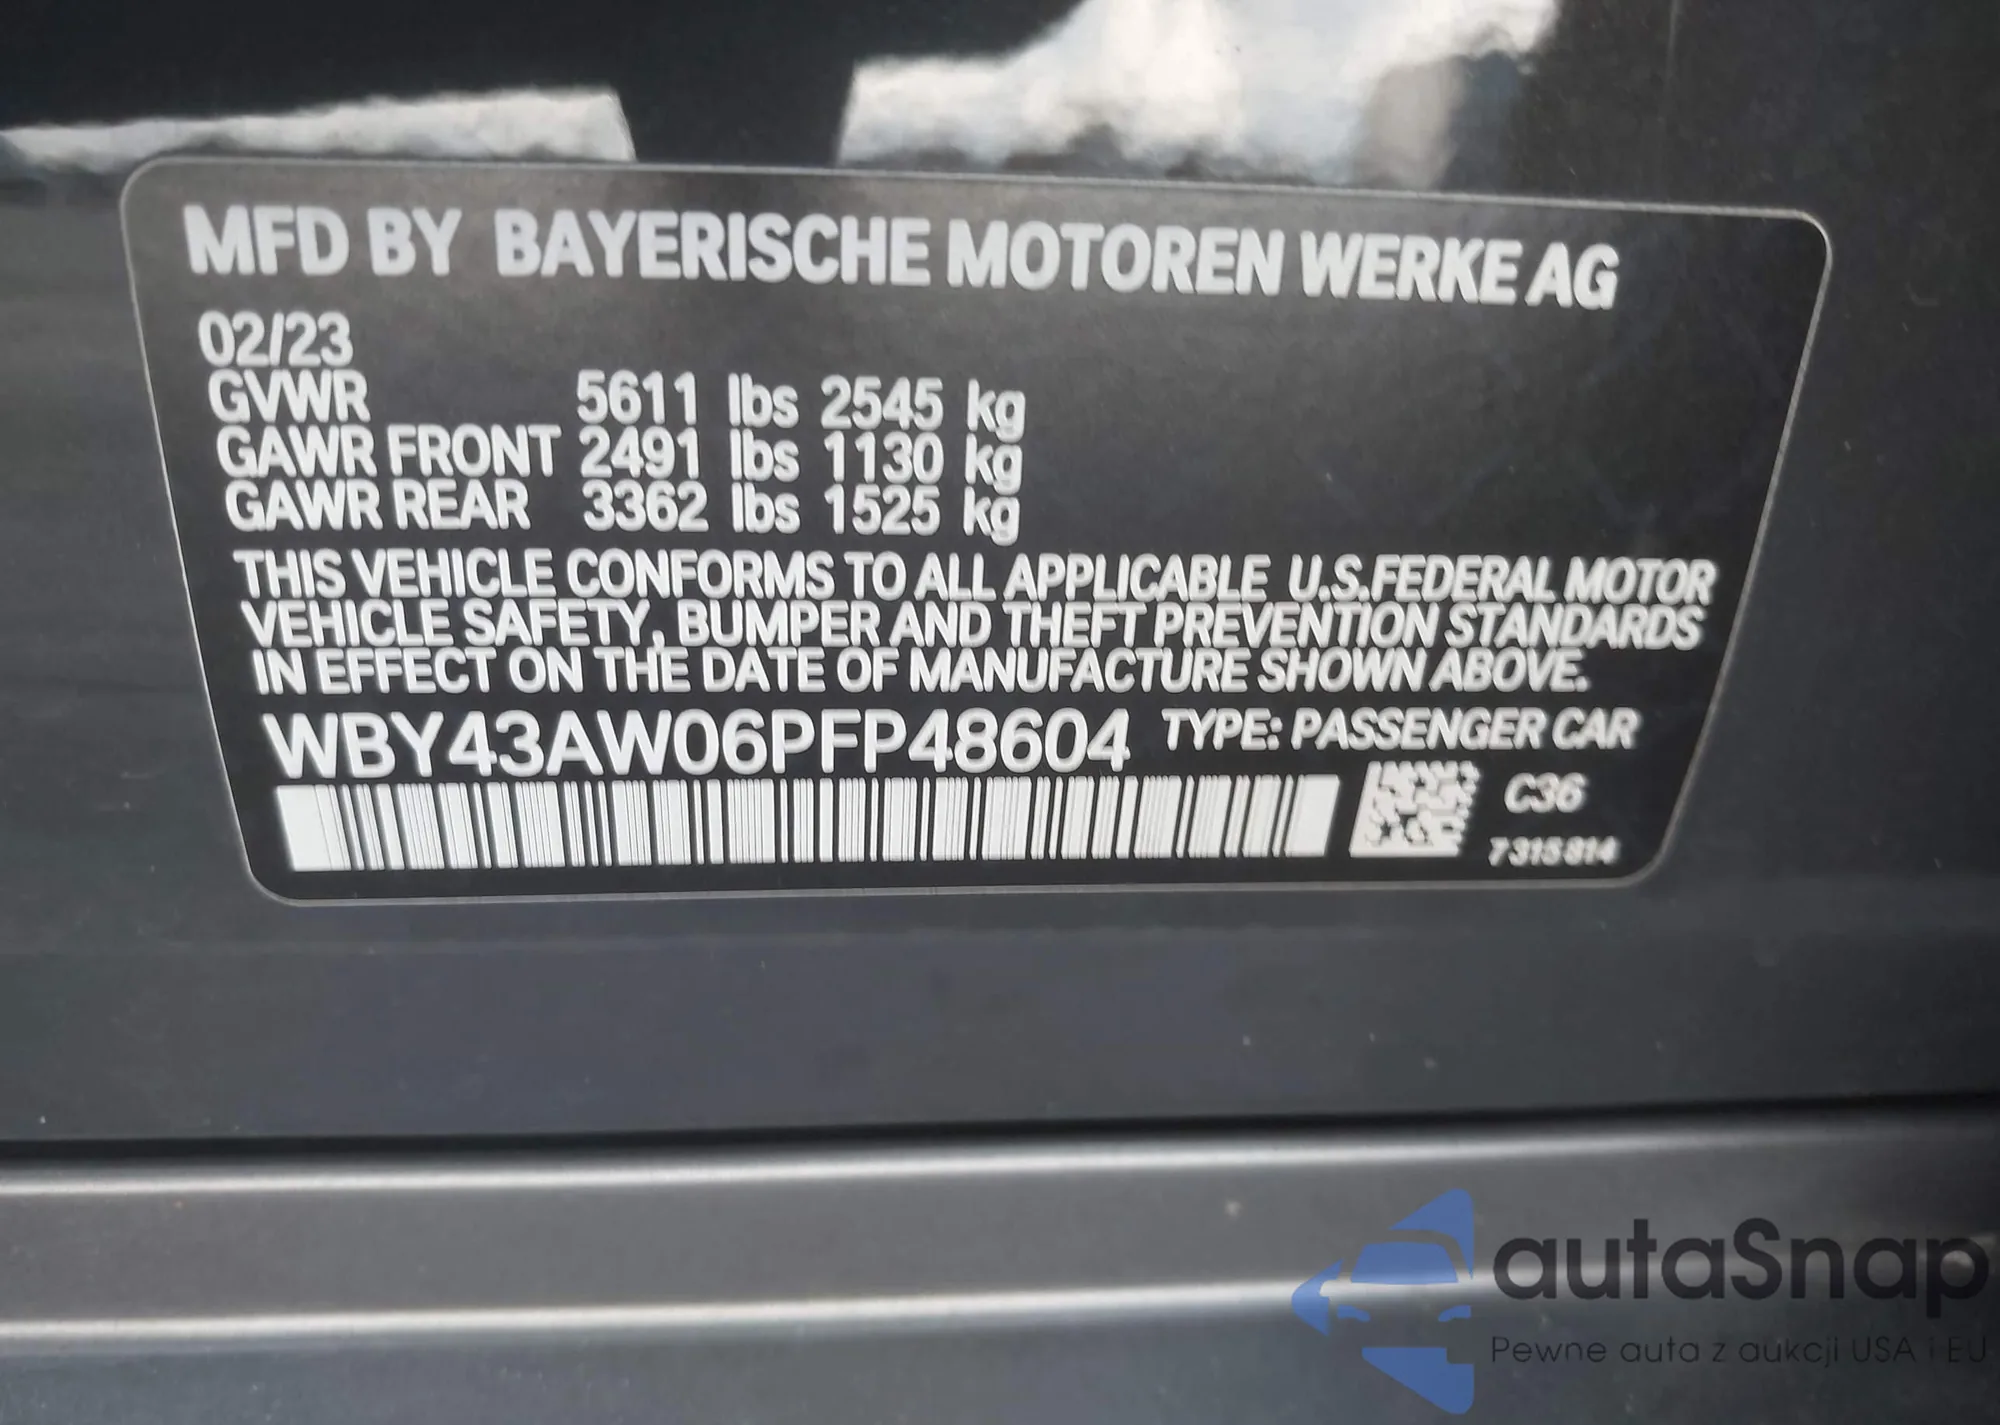 MFD BY BAYERISCHE MOTOREN WERKE AG
02/23
GVWR 5611 lbs 2545 kg
GAWR FRONT 2491 lbs 1130 kg
GAWR REAR 3362 lbs 1525 kg
THIS VEHICLE CONFORMS TO ALL APPLICABLE U.S.FEDERAL MOTOR
VEHICLE SAFETY, BUMPER AND THEFT PREVENTION STANDARDS
IN EFFECT ON THE DATE OF MANUFACTURE SHOWN ABOVE.
WBY43AW06PFP48604 TYPE: PASSENGER CAR
C36
7 315 814
autaSnap
Pewne auta z aukcji USA i EU